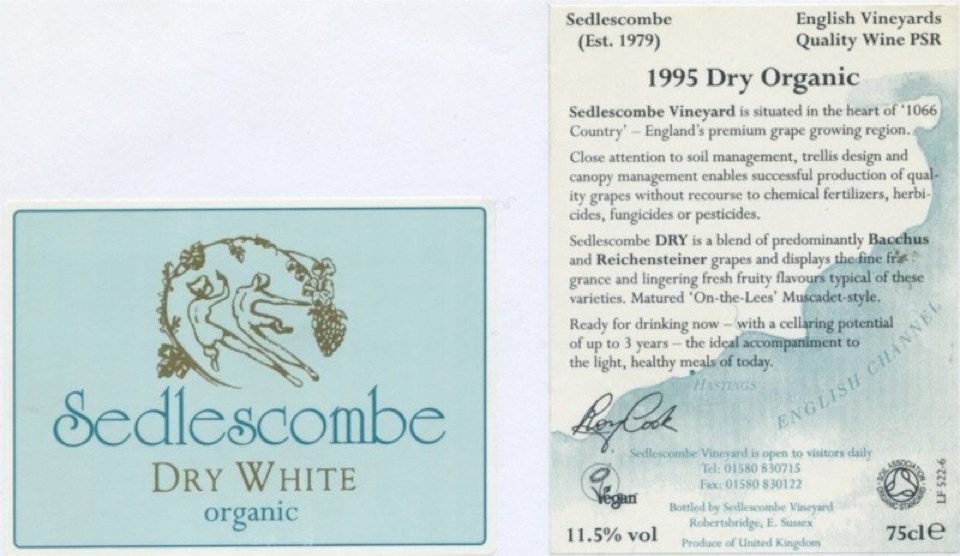 Sedlescombe
DRY WHITE
organic
Sedlescombe
(Est. 1979)
English Vineyards
Quality Wine PSR
1995 Dry Organic
Sedlescombe Vineyard is situated in the heart of ‘1066
Country’ – England’s premium grape growing region.
Close attention to soil management, trellis design and
canopy management enables successful production of qual-
ity grapes without recourse to chemical fertilizers, herbi-
cides, fungicides or pesticides.
Sedlescombe DRY is a blend of predominantly Bacchus
and Reichensteiner grapes and displays the fine fra-
grance and lingering fresh fruity flavours typical of these
varieties. Matured ‘On-the-Lees’ Muscadet-style.
Ready for drinking now – with a cellaring potential
of up to 3 years – the ideal accompaniment to
the light, healthy meals of today.
HASTINGS
ENGLISH CHANNEL
Roy Cook
Sedlescombe Vineyard is open to visitors daily
Tel: 01580 830715
Fax: 01580 830122
Vegan
SOIL ASSOCIATION
ORGANIC STANDARD
LF 522-6
Bottled by Sedlescombe Vineyard
Robertsbridge, E. Sussex
11.5% vol
75cl e
Produce of United Kingdom